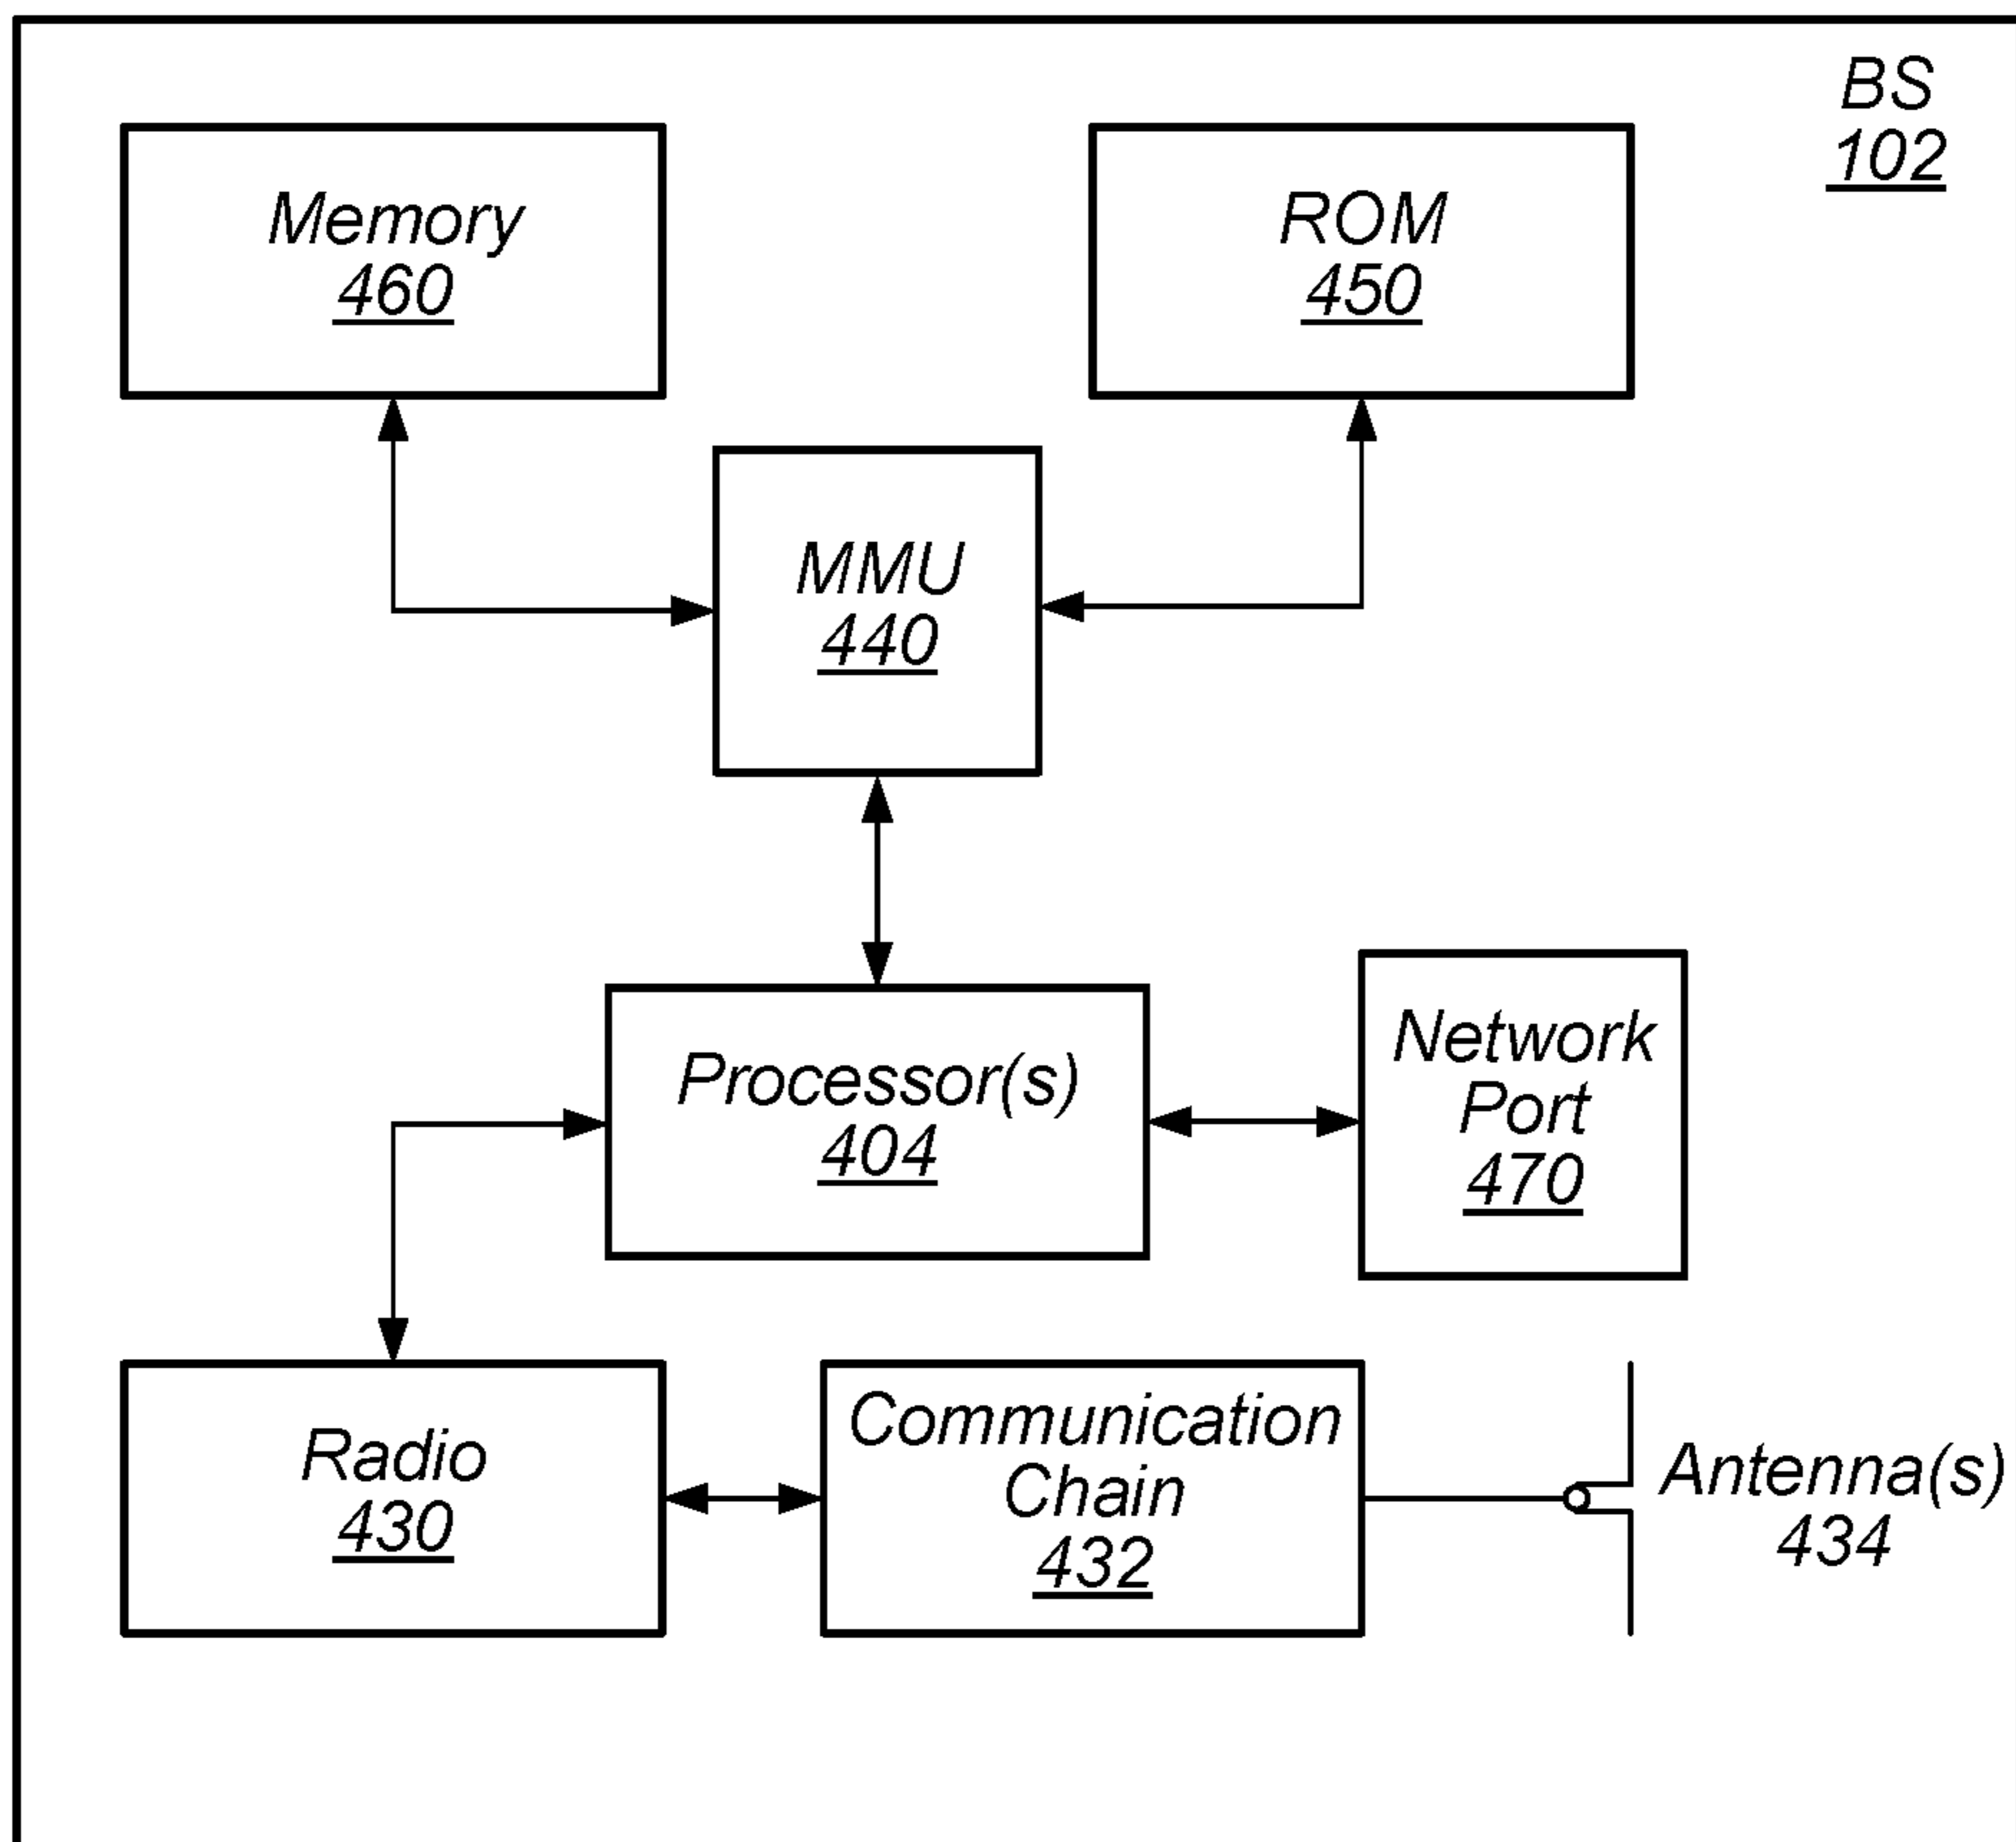 BS
102
Memory
460
ROM
450
MMU
440
Processor(s)
404
Network
Port
470
Radio
430
Communication
Chain
432
Antenna(s)
434